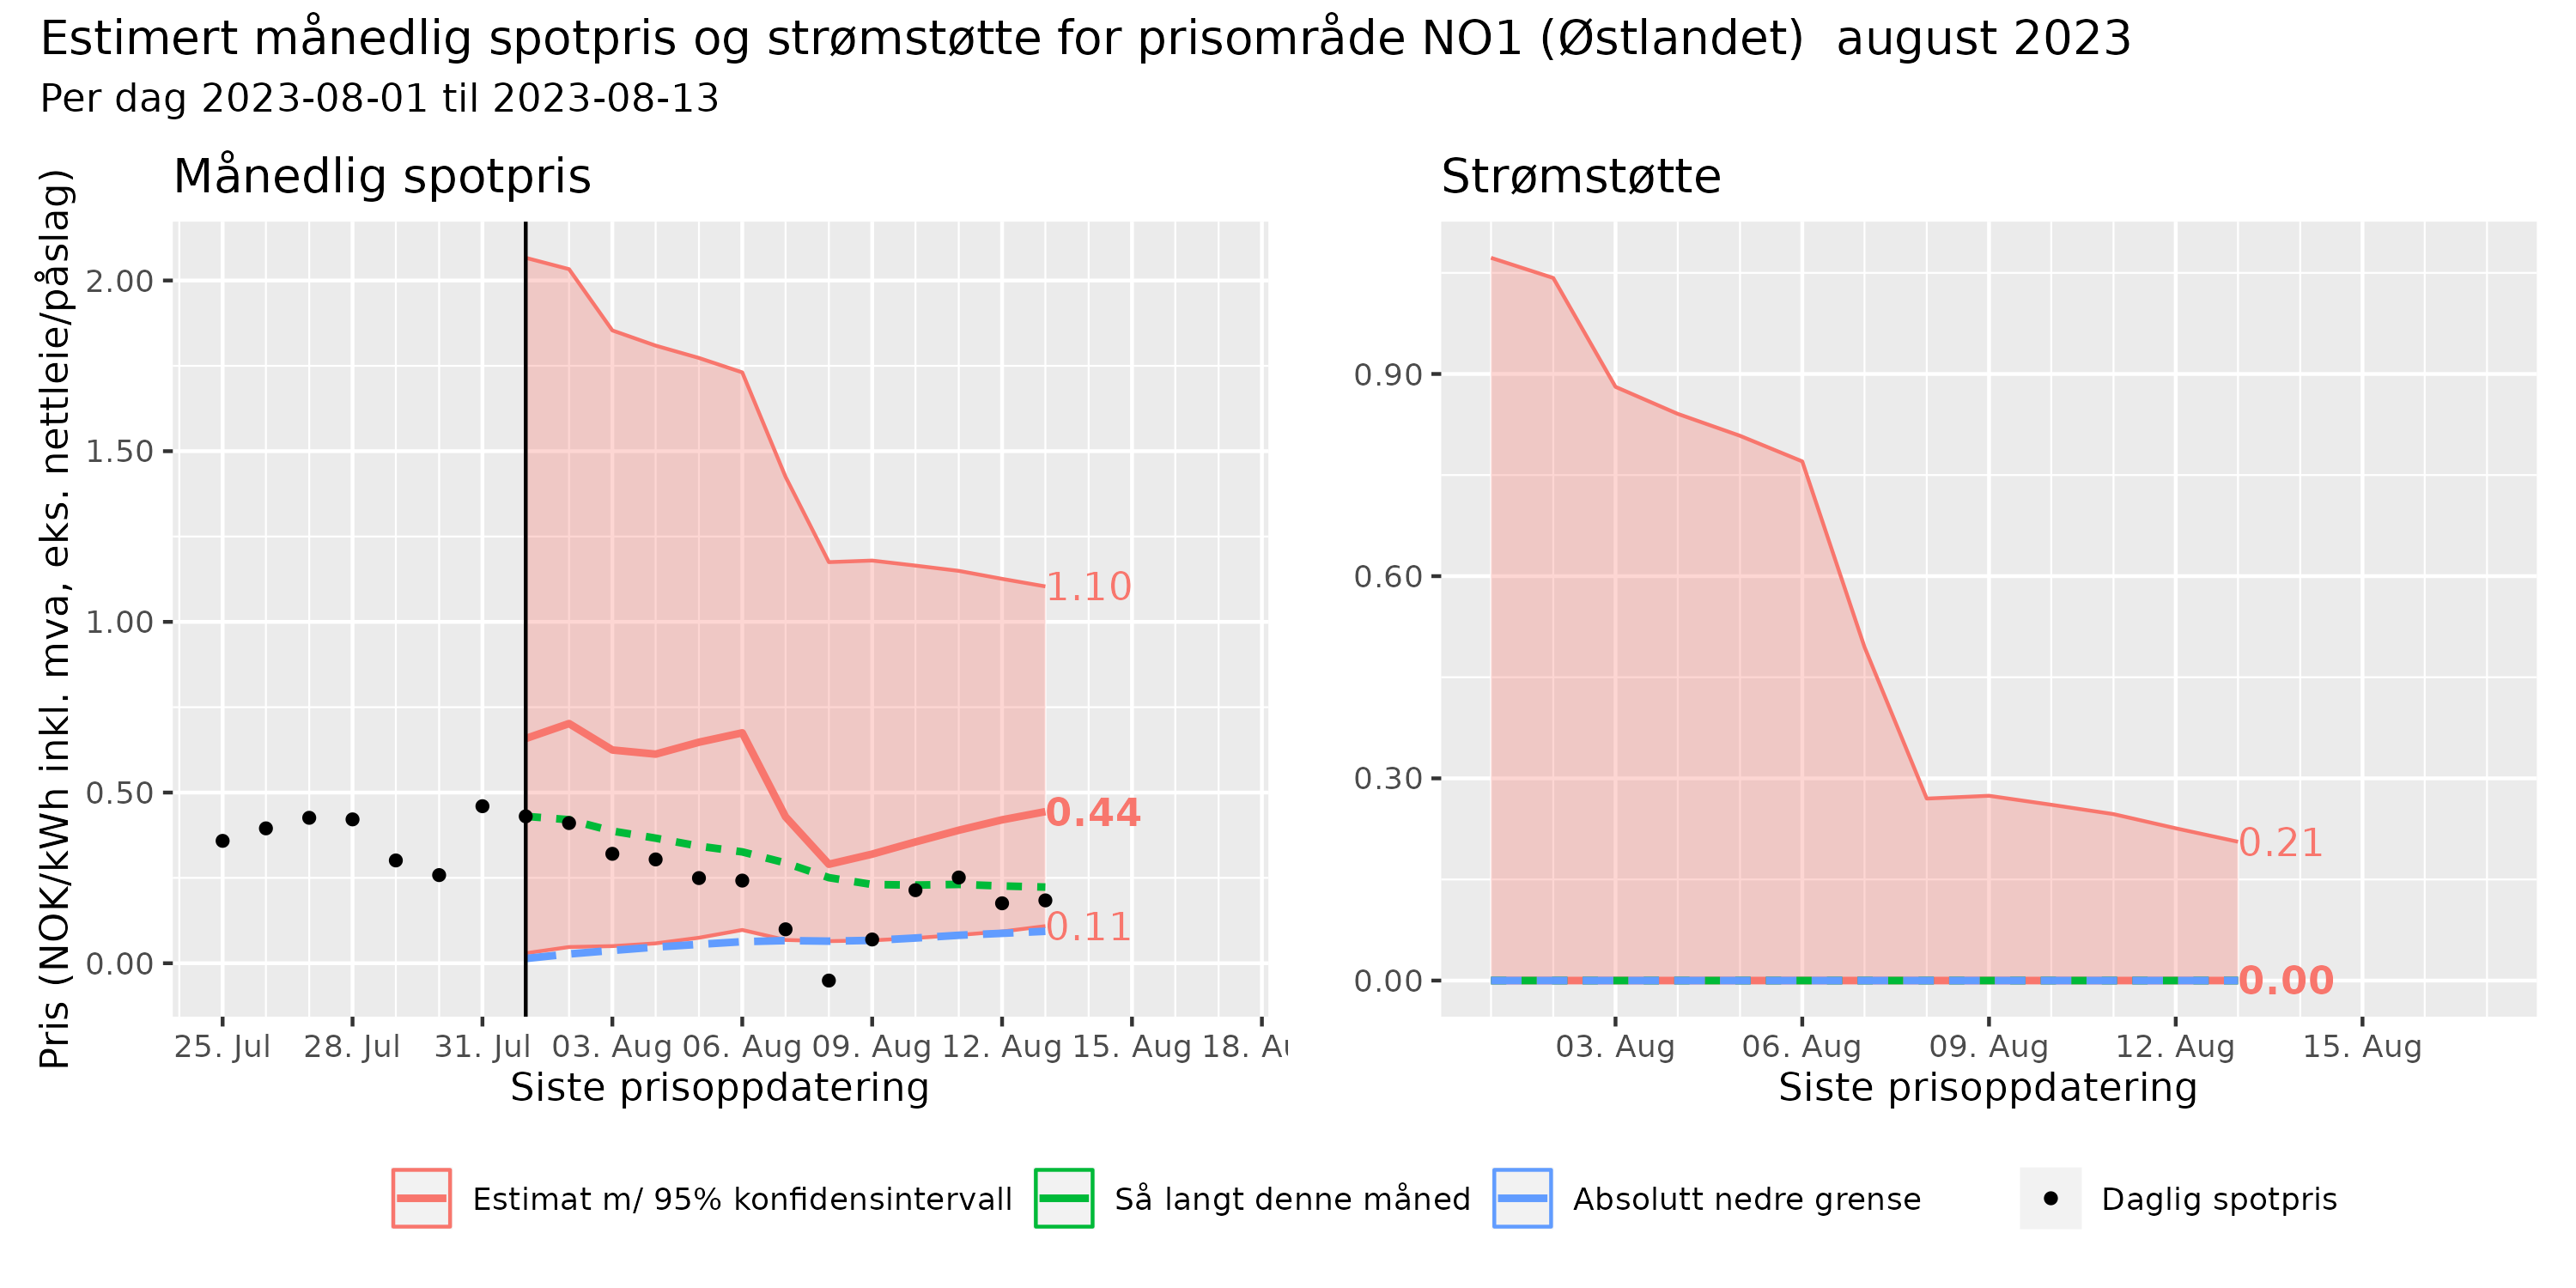 Estimert månedlig spotpris og strømstøtte for prisområde NO1 (Østlandet)  august 2023
Per dag 2023-08-01 til 2023-08-13
Månedlig spotpris
Pris (NOK/kWh inkl. mva, eks. nettleie/påslag)
2.00
1.50
1.00
0.50
0.00
1.10
0.44
0.11
25. Jul 28. Jul 31. Jul 03. Aug 06. Aug 09. Aug 12. Aug 15. Aug 18. Au
Siste prisoppdatering
Strømstøtte
0.90
0.60
0.30
0.00
0.21
0.00
03. Aug 06. Aug 09. Aug 12. Aug 15. Aug
Siste prisoppdatering
Estimat m/ 95% konfidensintervall Så langt denne måned Absolutt nedre grense Daglig spotpris